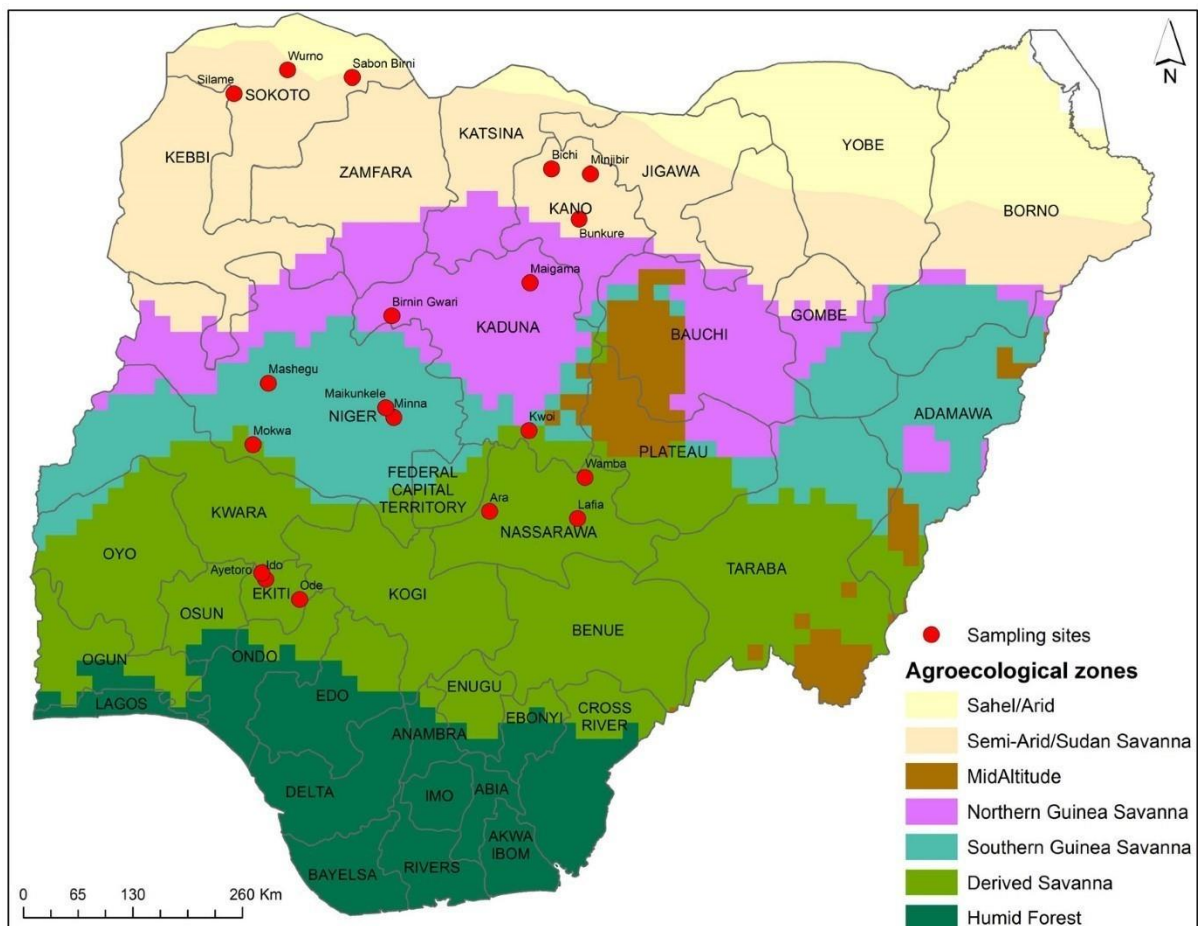 Wurno
Sabon Birni
Silame
SOKOTO
N
KATSINA
YOBE
KEBBI
Bichi
Minjibir
JIGAWA
ZAMFARA
KANO
BORNO
Bunkure
Maigama
Birnin Gwari
GOMBE
KADUNA
BAUCHI
Mashegu
Maikunkele
Minna
NIGER
Kwoi
ADAMAWA
Mokwa
PLATEAU
Wamba
FEDERAL
CAPITAL
TERRITORY
Ara
Lafia
KWARA
NASSARAWA
OYO
TARABA
Ayetoro
Ido
Ode
EKITI
KOGI
OSUN
BENUE
Sampling sites
OGUN
ONDO
Agroecological zones
EDO
ENUGU
Sahel/Arid
LAGOS
EBONYI
CROSS
RIVER
ANAMBRA
Semi-Arid/Sudan Savanna
MidAltitude
DELTA
IMO
ABIA
Northern Guinea Savanna
AKWA
IBOM
Southern Guinea Savanna
BAYELSA
RIVERS
Derived Savanna
0 65 130 260 Km
Humid Forest